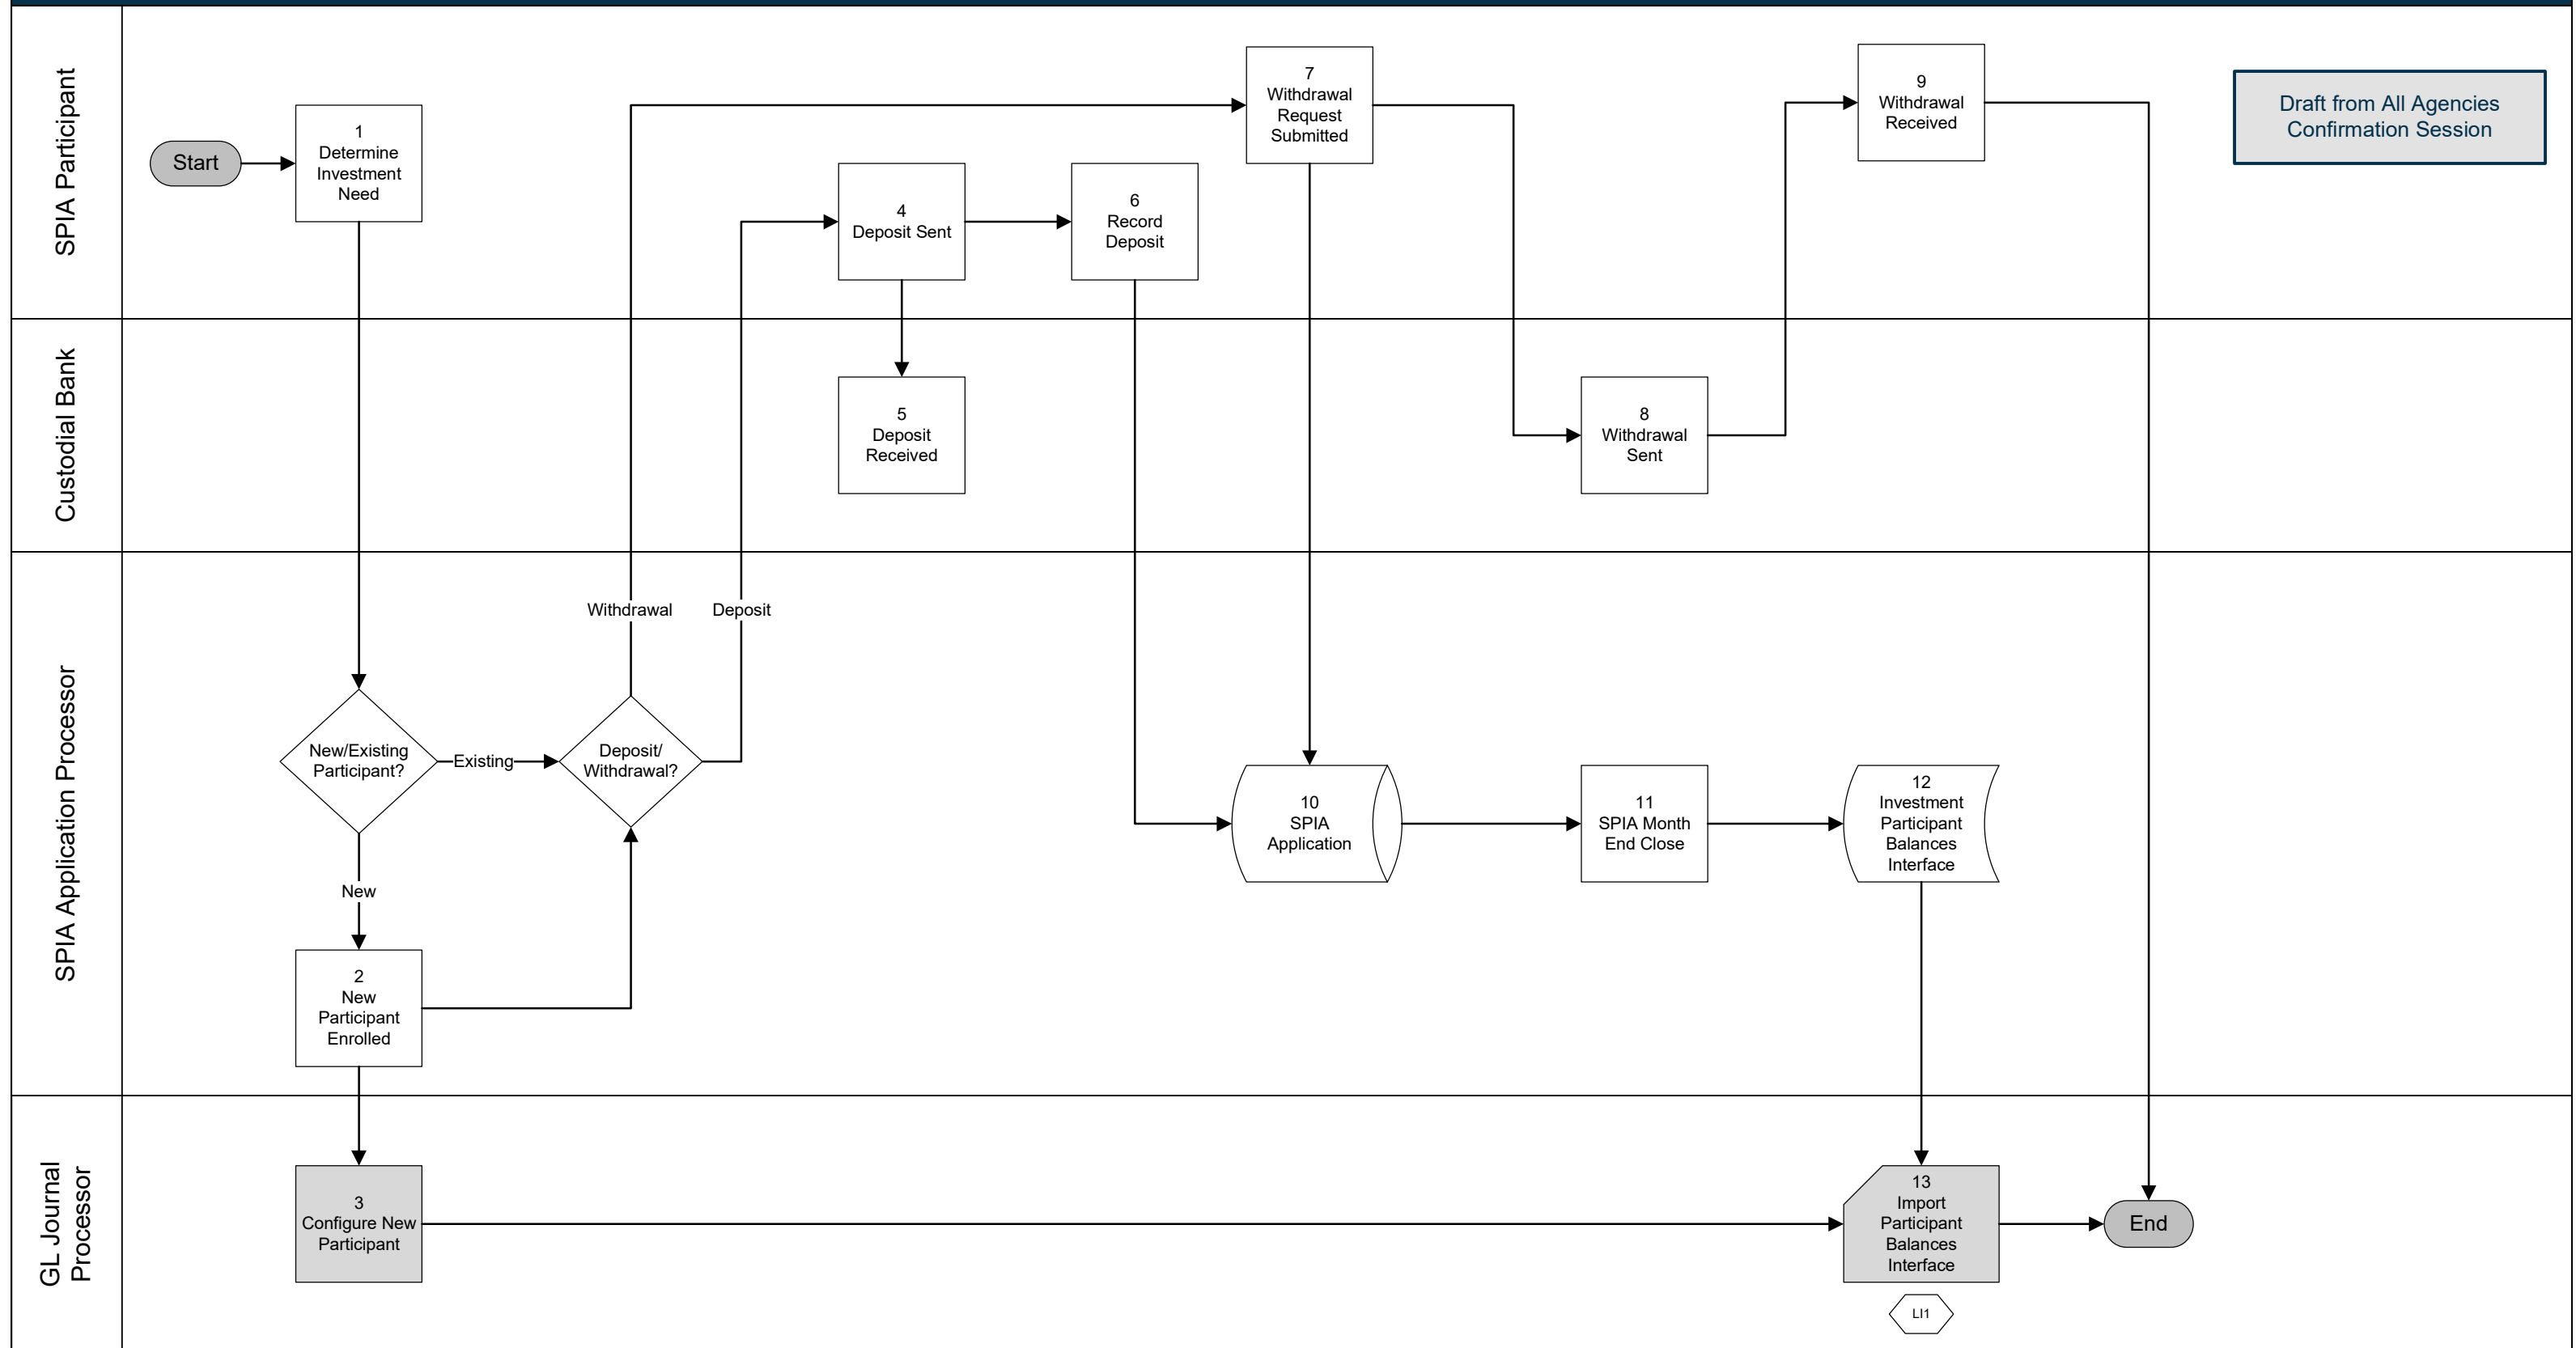 SPIA Participant
Start
1
Determine
Investment
Need
4
Deposit Sent
6
Record
Deposit
7
Withdrawal
Request
Submitted
9
Withdrawal
Received
Draft from All Agencies
Confirmation Session
Custodial Bank
5
Deposit
Received
8
Withdrawal
Sent
SPIA Application Processor
Withdrawal
Deposit
New/Existing
Participant?
Existing
Deposit/
Withdrawal?
New
2
New
Participant
Enrolled
10
SPIA
Application
11
SPIA Month
End Close
12
Investment
Participant
Balances
Interface
GL Journal
Processor
3
Configure New
Participant
13
Import
Participant
Balances
Interface
End
LI1